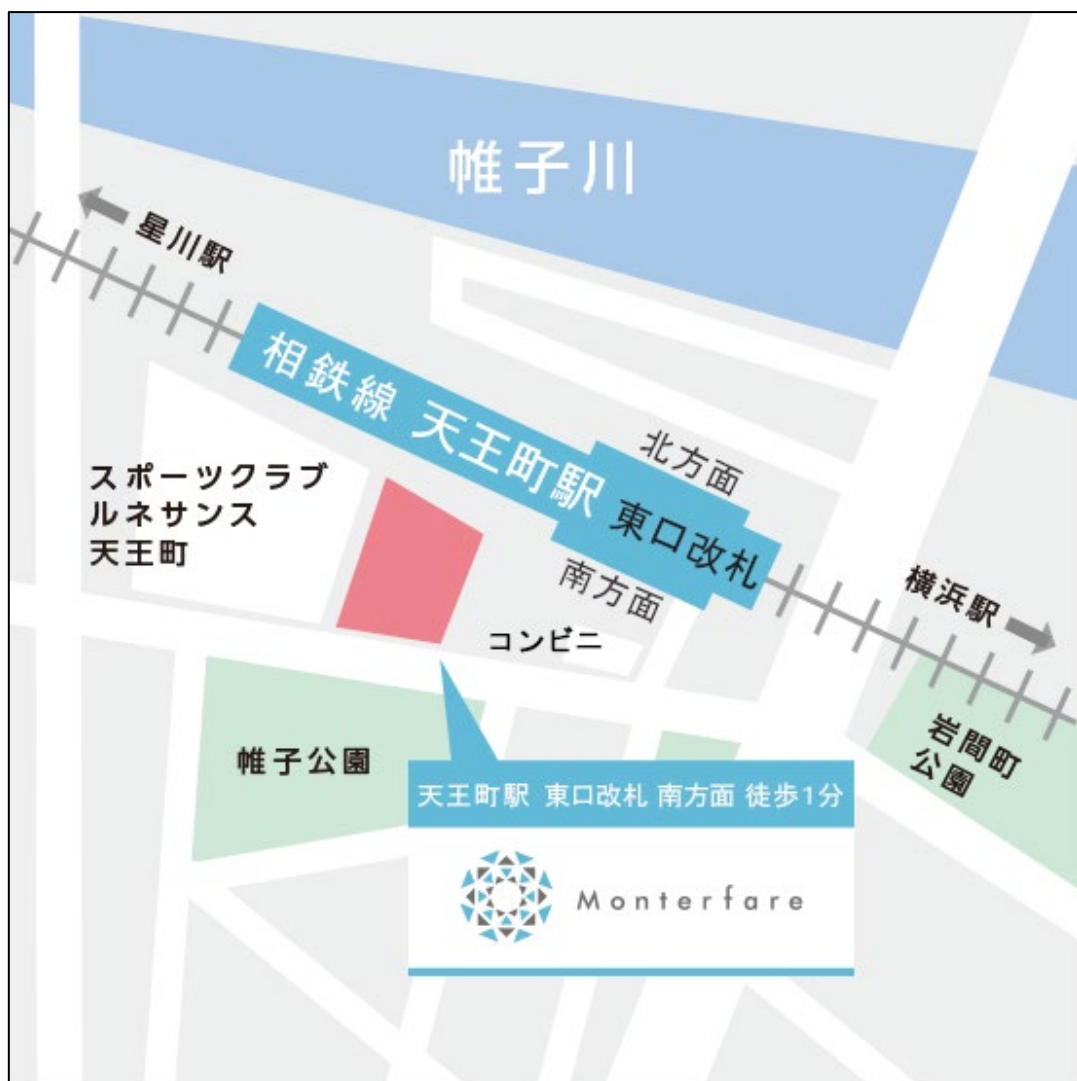 帷子川
星川駅
相鉄線 天王町駅
北方面
東口改札
南方面
横浜駅
スポーツクラブ
ルネサンス
天王町
コンビニ
岩間町
公園
帷子公園
天王町駅 東口改札 南方面 徒歩1分
Monterfare